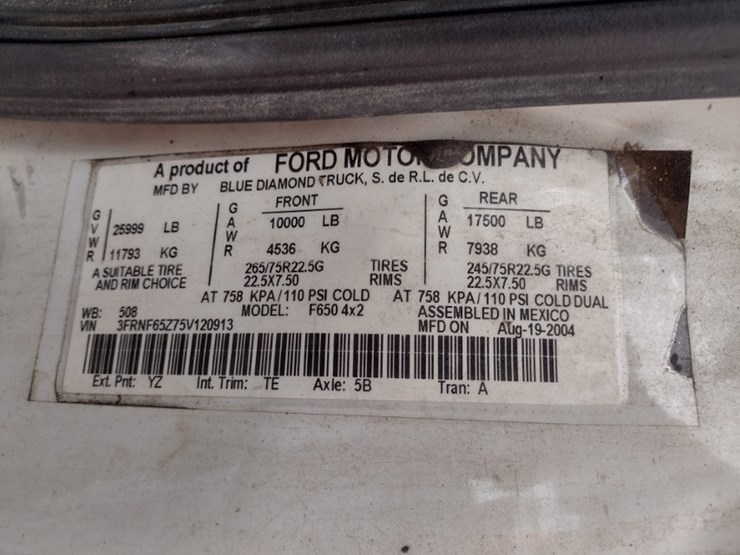 A product of FORD MOTOR COMPANY
MFD BY BLUE DIAMOND TRUCK, S. de R.L. de C.V.
GVWR 25999 LB 11793 KG
FRONT
GAWR 10000 LB 4536 KG
REAR
GAWR 17500 LB 7938 KG
A SUITABLE TIRE AND RIM CHOICE
265/75R22.5G TIRES
22.5X7.50 RIMS
245/75R22.5G TIRES
22.5X7.50 RIMS
AT 758 KPA/110 PSI COLD AT 758 KPA/110 PSI COLD DUAL
WB: 508 MODEL: F650 4x2 ASSEMBLED IN MEXICO
VIN 3FRNF65Z75V120913 MFD ON Aug-19-2004
Ext. Pnt: YZ Int. Trim: TE Axle: 5B Tran: A